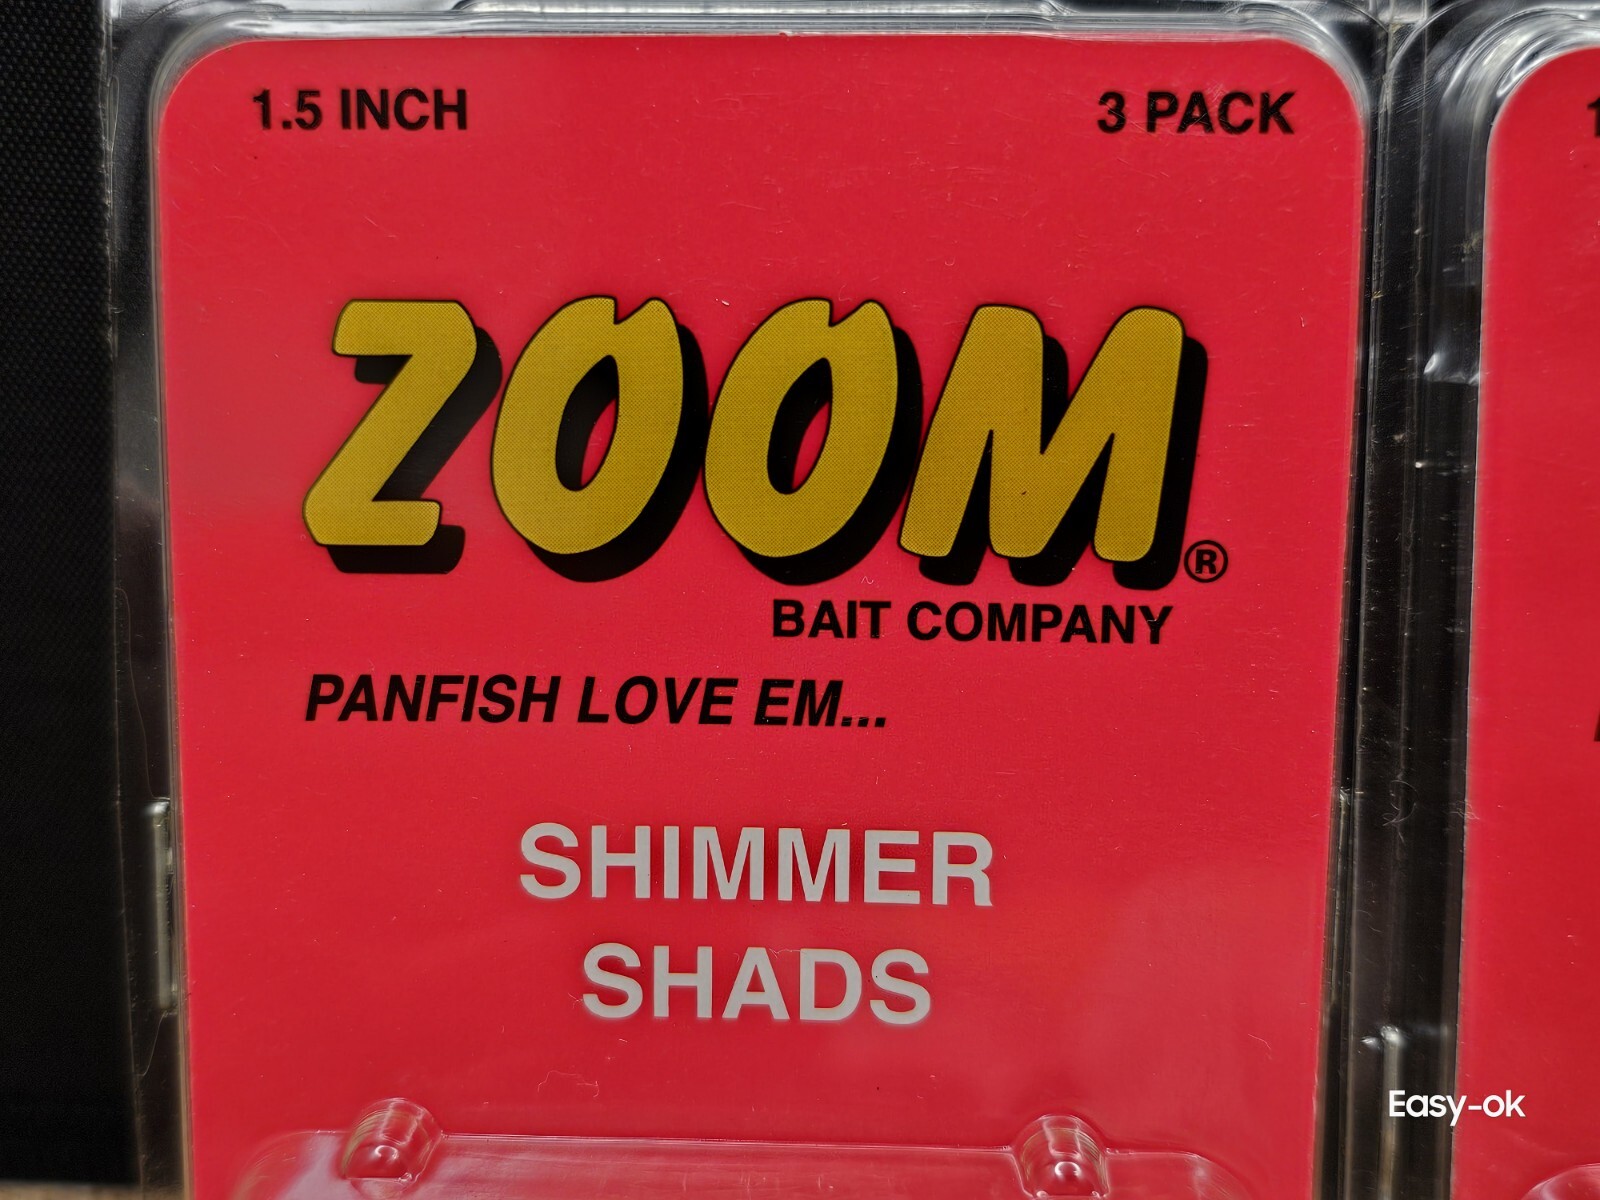 1.5 INCH
3 PACK
ZOOM®
BAIT COMPANY
PANFISH LOVE EM...
SHIMMER
SHADS
Easy-ok